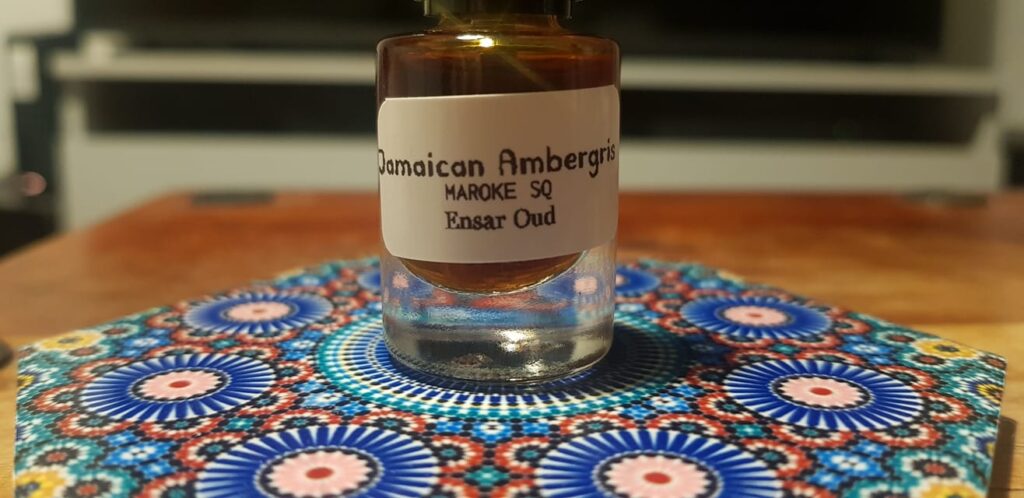 Jamaican Ambergris
MAROKE SQ
Ensar Oud